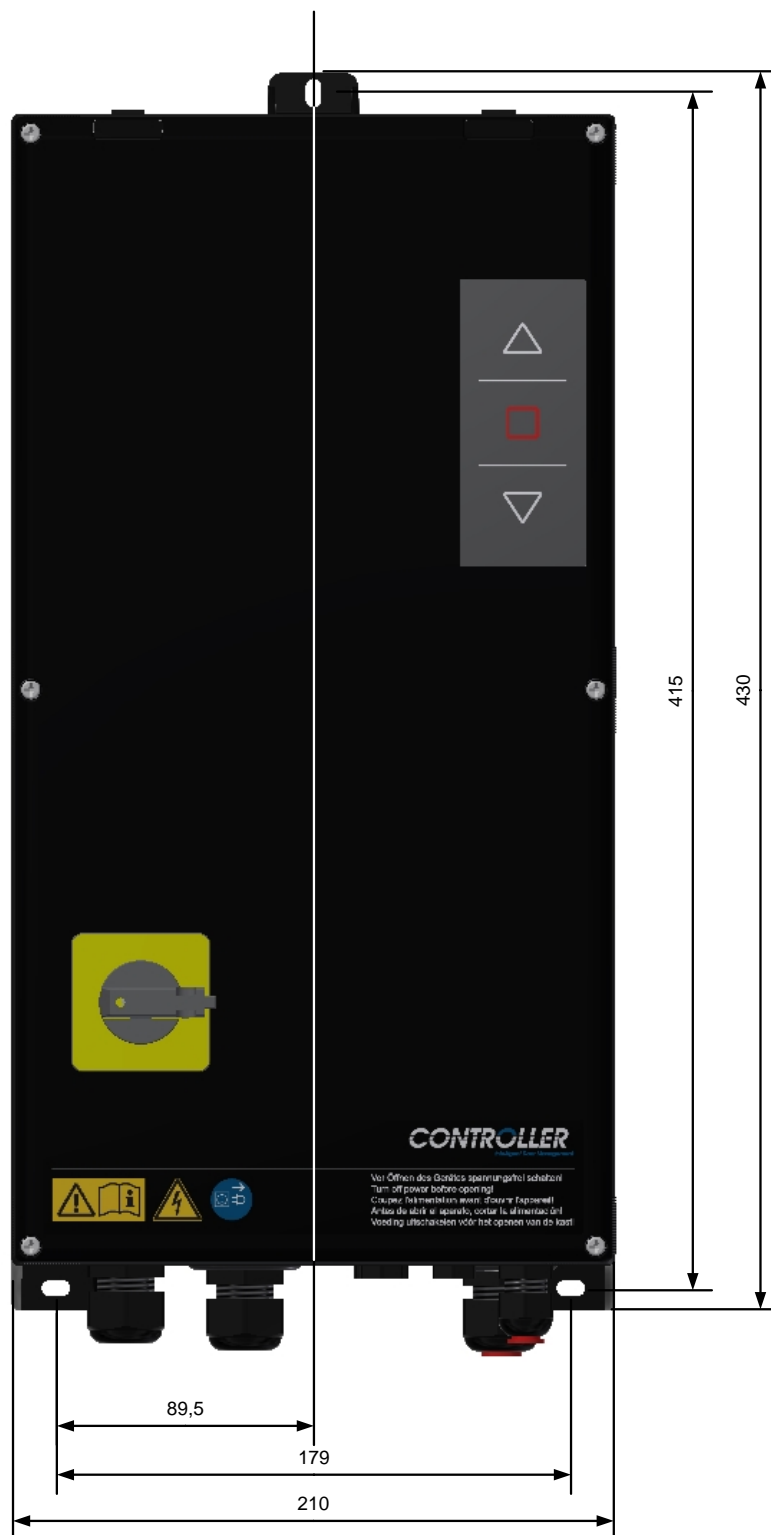 415
430
CONTROLLER
Vor Öffnen des Gerätes spannungsfrei schalten!
Turn off power before opening!
Coupez l'alimentation avant d'ouvrir l'appareil!
Antes de abrir el aparato, cortar la alimentación!
Voeding uitschakelen vóór het openen van de kast!
89,5
179
210